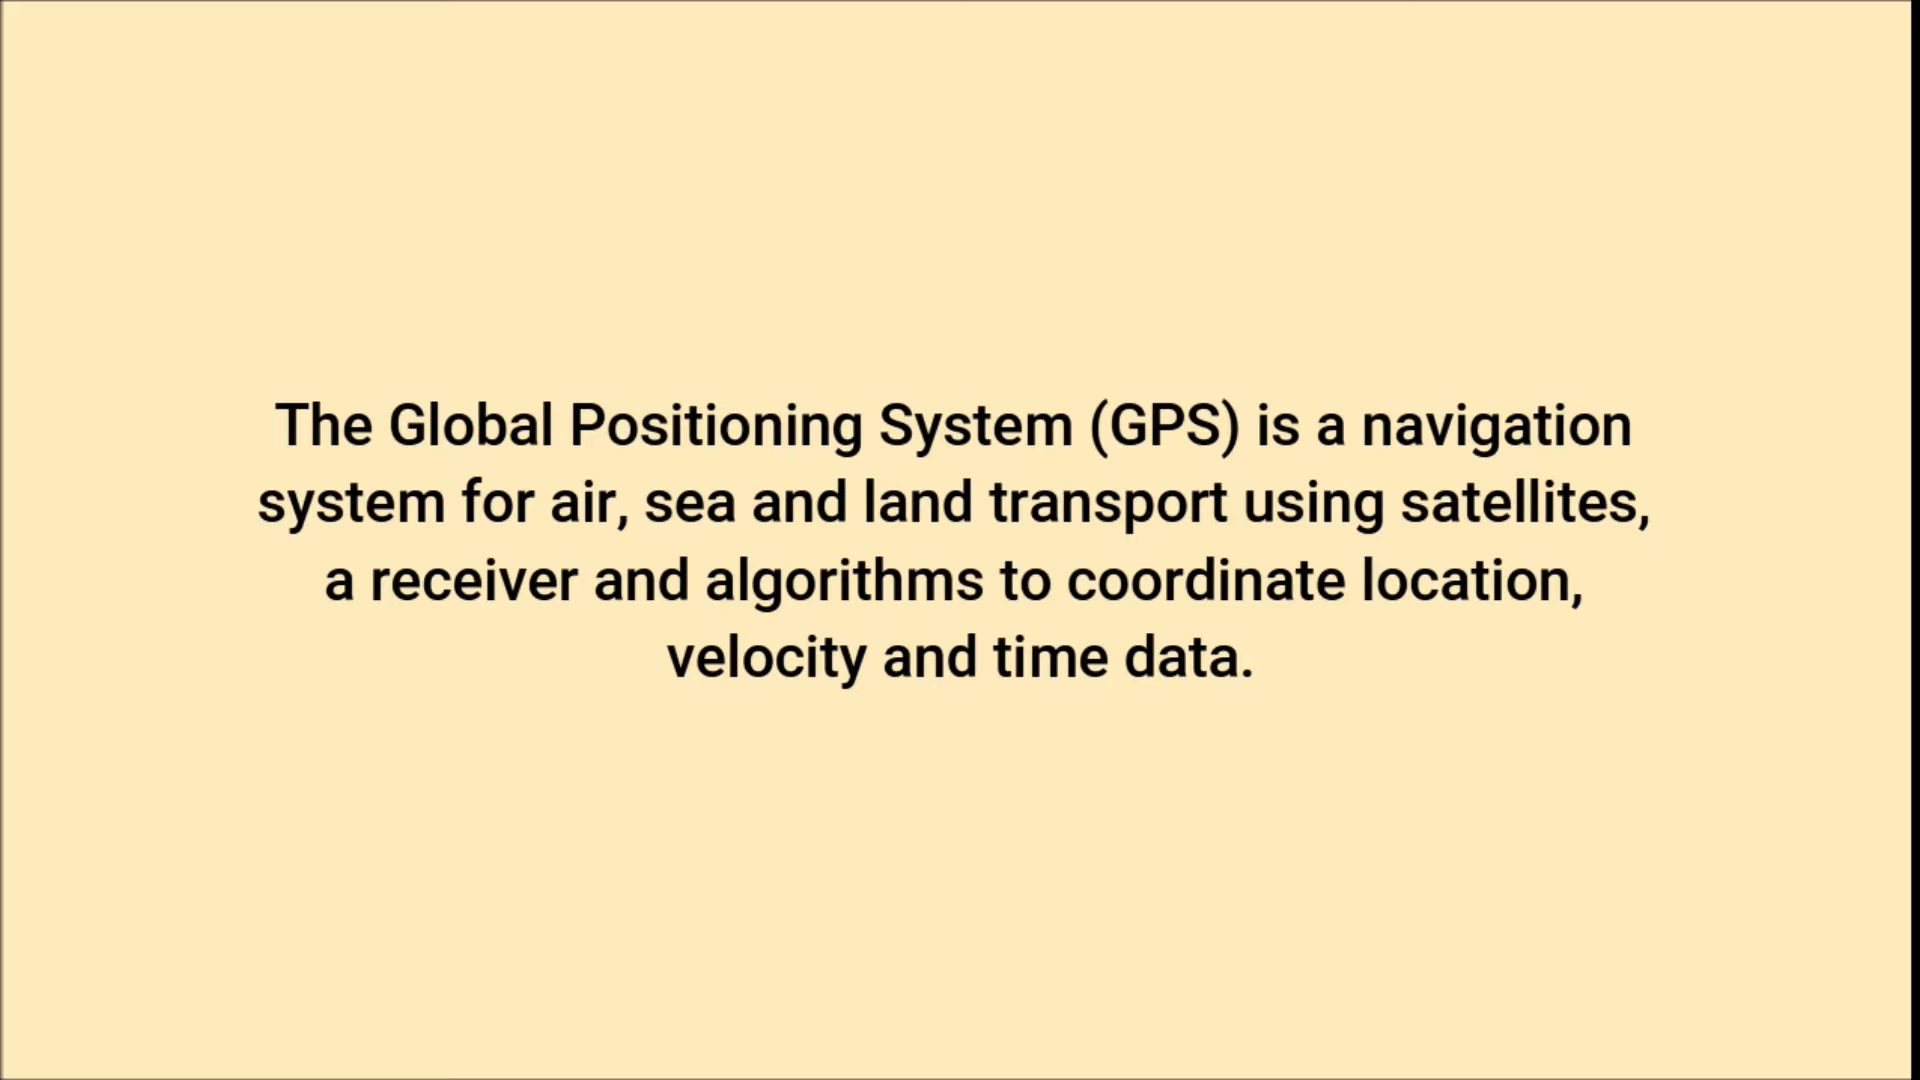 The Global Positioning System (GPS) is a navigation
system for air, sea and land transport using satellites,
a receiver and algorithms to coordinate location,
velocity and time data.